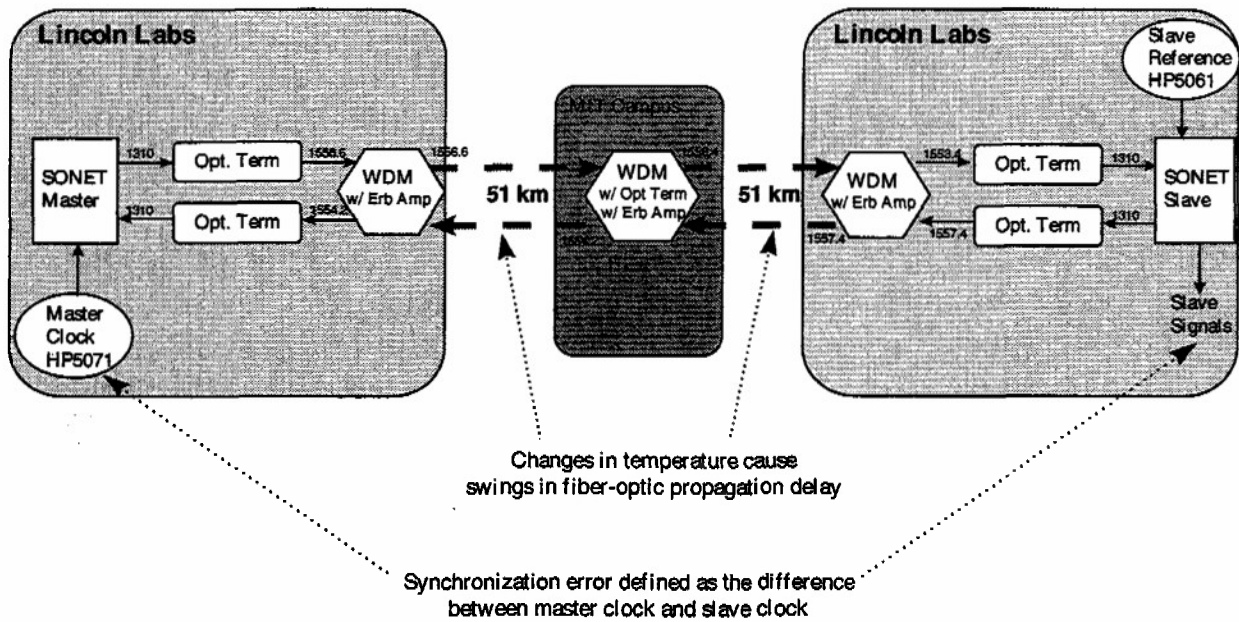 Lincoln Labs
Lincoln Labs
Slave
Reference
HP5061
Campus
1310
Opt. Term
1556.6
1556.6
SONET
Master
WDM
w/ Erb Amp
51 km
WDM
w/ Opt Term
w/ Erb Amp
51 km
WDM
w/ Erb Amp
1553.4
Opt. Term
1310
SONET
Slave
1310
Opt. Term
1554.2
1557.4
1557.4
Opt. Term
1310
Master
Clock
HP5071
Slave
Signals
Changes in temperature cause
swings in fiber-optic propagation delay
Synchronization error defined as the difference
between master clock and slave clock